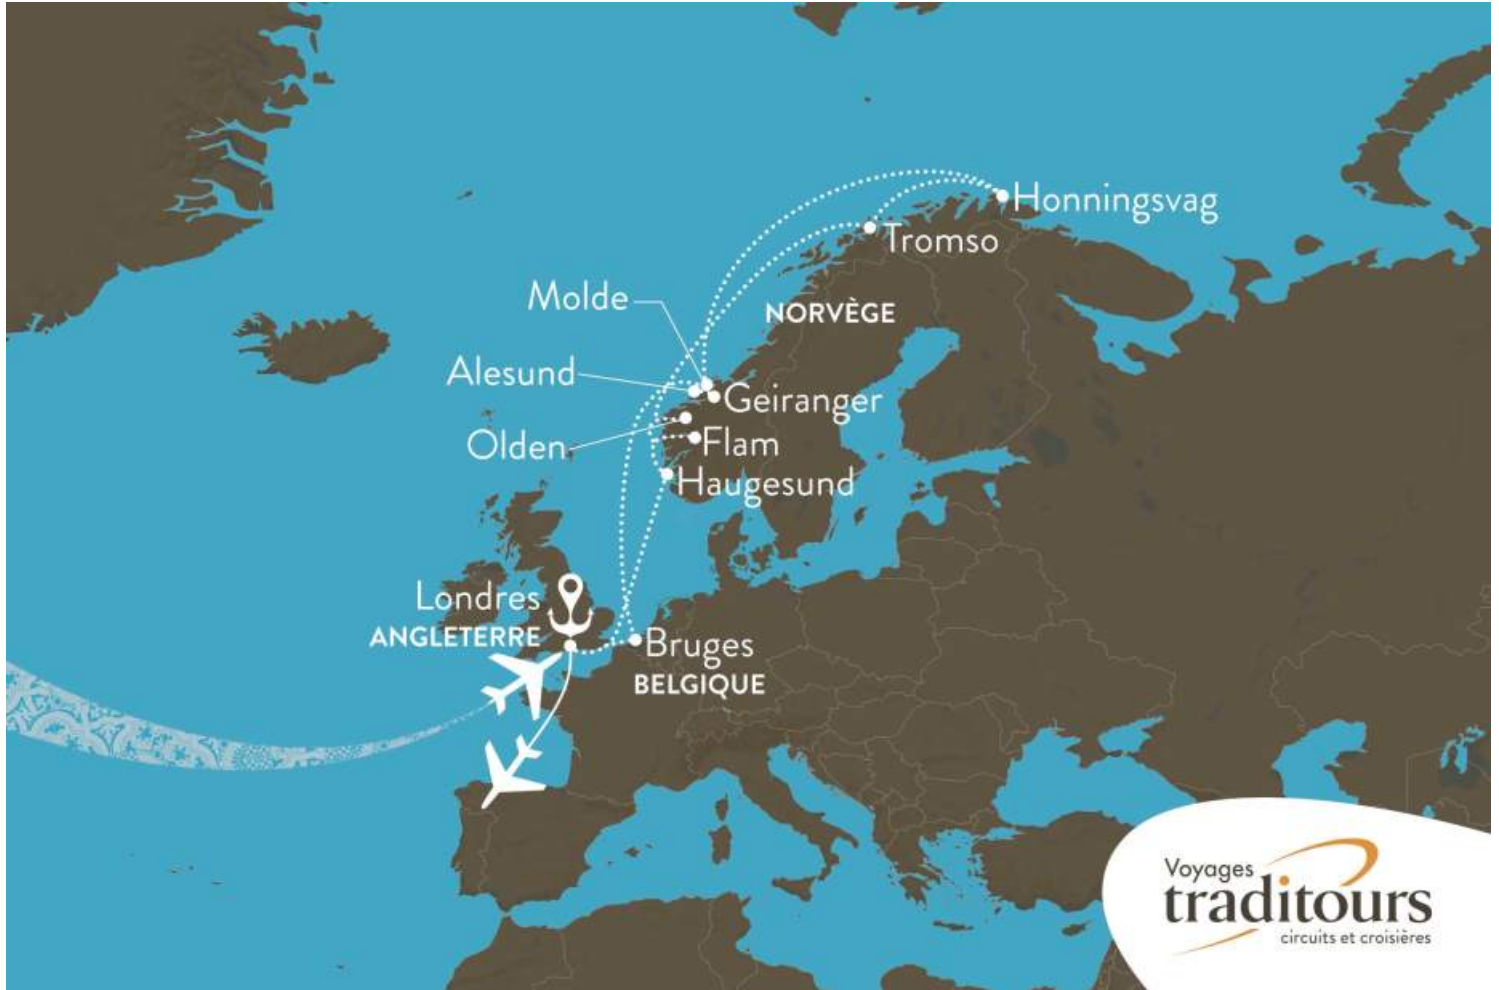 Honningsvag
Tromso
Molde
NORVÈGE
Alesund
Geiranger
Olden
Flam
Haugesund
Londres
ANGLETERRE
Bruges
BELGIQUE
Voyages
traditours
circuits et croisières